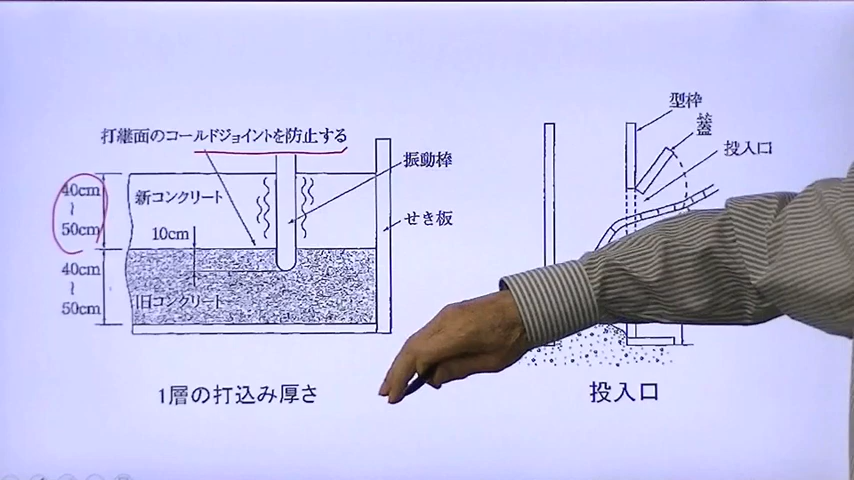 打継面のコールドジョイントを防止する
振動棒
40cm
〜
50cm
新コンクリート
せき板
10cm
40cm
〜
50cm
旧コンクリート
1層の打込み厚さ
型枠
蓋
投入口
投入口